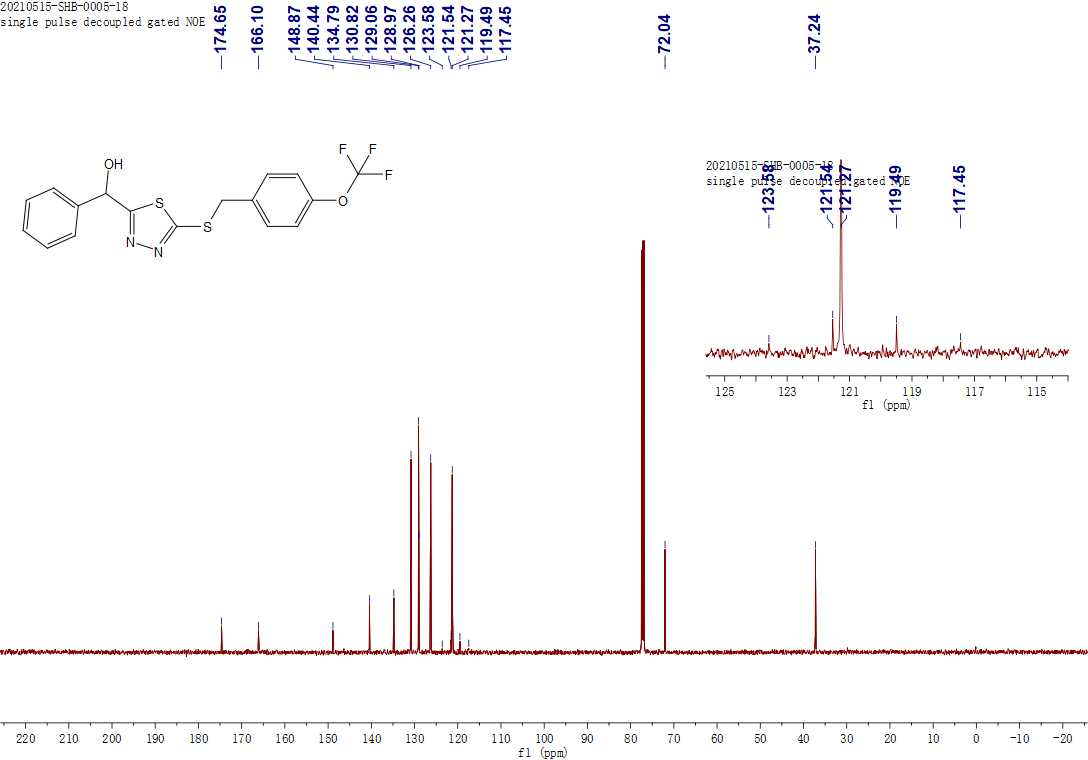 20210515-SHB-0005-18
single pulse decoupled gated NOE
174.65
166.10
148.87
140.44
134.79
130.82
129.06
128.97
126.26
123.58
121.54
121.27
119.49
117.45
72.04
37.24
OH
S
N
N
S
O
F
F
F
20210515-SHB-0005-18
single pulse decoupled gated NOE
123.58
121.54
121.27
119.49
117.45
125 123 121 119 117 115
f1 (ppm)
220 210 200 190 180 170 160 150 140 130 120 110 100 90 80 70 60 50 40 30 20 10 0 -10 -20
f1 (ppm)